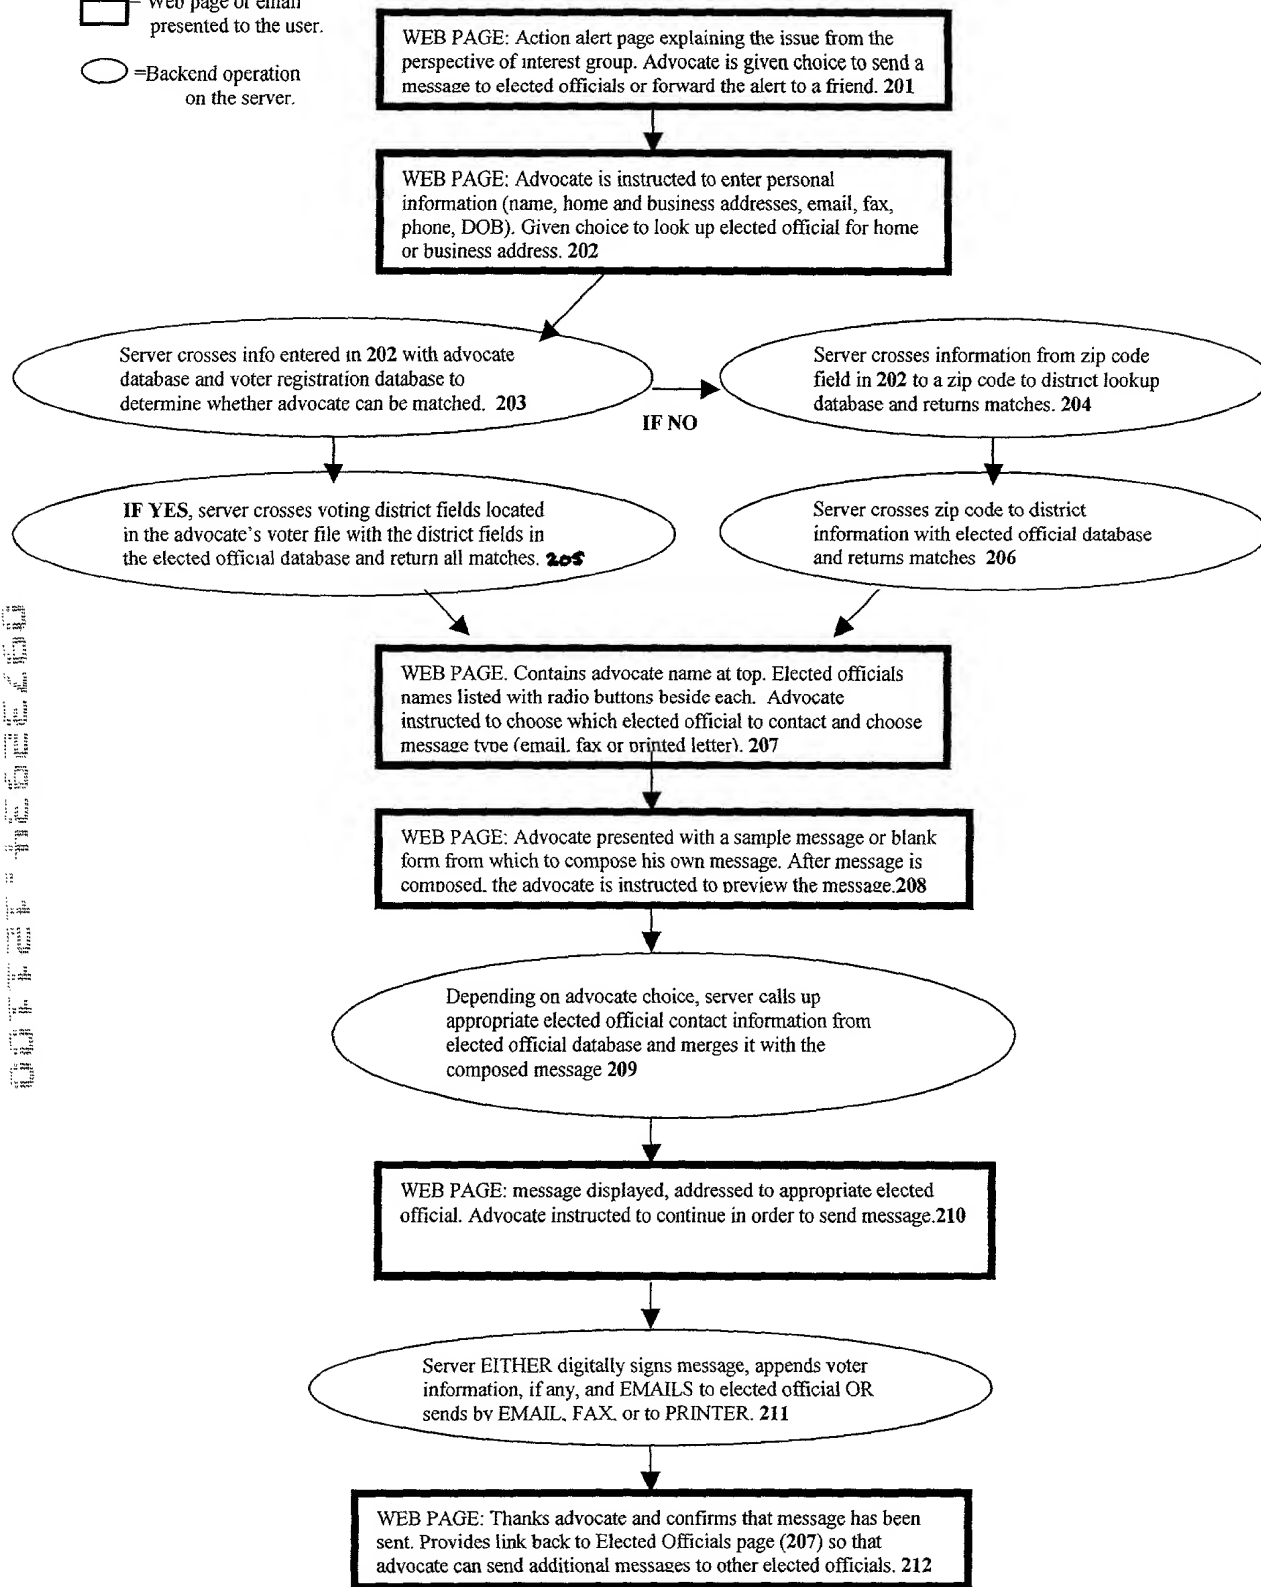 = Web page or email
presented to the user.
=Backend operation
on the server.
WEB PAGE: Action alert page explaining the issue from the
perspective of interest group. Advocate is given choice to send a
message to elected officials or forward the alert to a friend. 201
WEB PAGE: Advocate is instructed to enter personal
information (name, home and business addresses, email, fax,
phone, DOB). Given choice to look up elected official for home
or business address. 202
Server crosses info entered in 202 with advocate
database and voter registration database to
determine whether advocate can be matched. 203
IF NO
Server crosses information from zip code
field in 202 to a zip code to district lookup
database and returns matches. 204
IF YES, server crosses voting district fields located
in the advocate's voter file with the district fields in
the elected official database and return all matches. 205
Server crosses zip code to district
information with elected official database
and returns matches 206
WEB PAGE. Contains advocate name at top. Elected officials
names listed with radio buttons beside each. Advocate
instructed to choose which elected official to contact and choose
message type (email, fax or printed letter). 207
WEB PAGE: Advocate presented with a sample message or blank
form from which to compose his own message. After message is
composed, the advocate is instructed to preview the message.208
Depending on advocate choice, server calls up
appropriate elected official contact information from
elected official database and merges it with the
composed message 209
WEB PAGE: message displayed, addressed to appropriate elected
official. Advocate instructed to continue in order to send message.210
Server EITHER digitally signs message, appends voter
information, if any, and EMAILS to elected official OR
sends by EMAIL, FAX, or to PRINTER. 211
WEB PAGE: Thanks advocate and confirms that message has been
sent. Provides link back to Elected Officials page (207) so that
advocate can send additional messages to other elected officials. 212